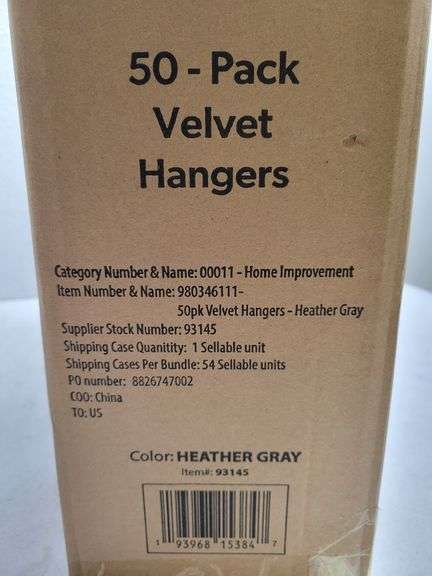 50 - Pack
Velvet
Hangers
Category Number & Name: 00011 - Home Improvement
Item Number & Name: 980346111-
50pk Velvet Hangers - Heather Gray
Supplier Stock Number: 93145
Shipping Case Quanitity: 1 Sellable unit
Shipping Cases Per Bundle: 54 Sellable units
PO number: 8826747002
COO: China
TO: US
Color: HEATHER GRAY
Item#: 93145
1 93968 15384 7